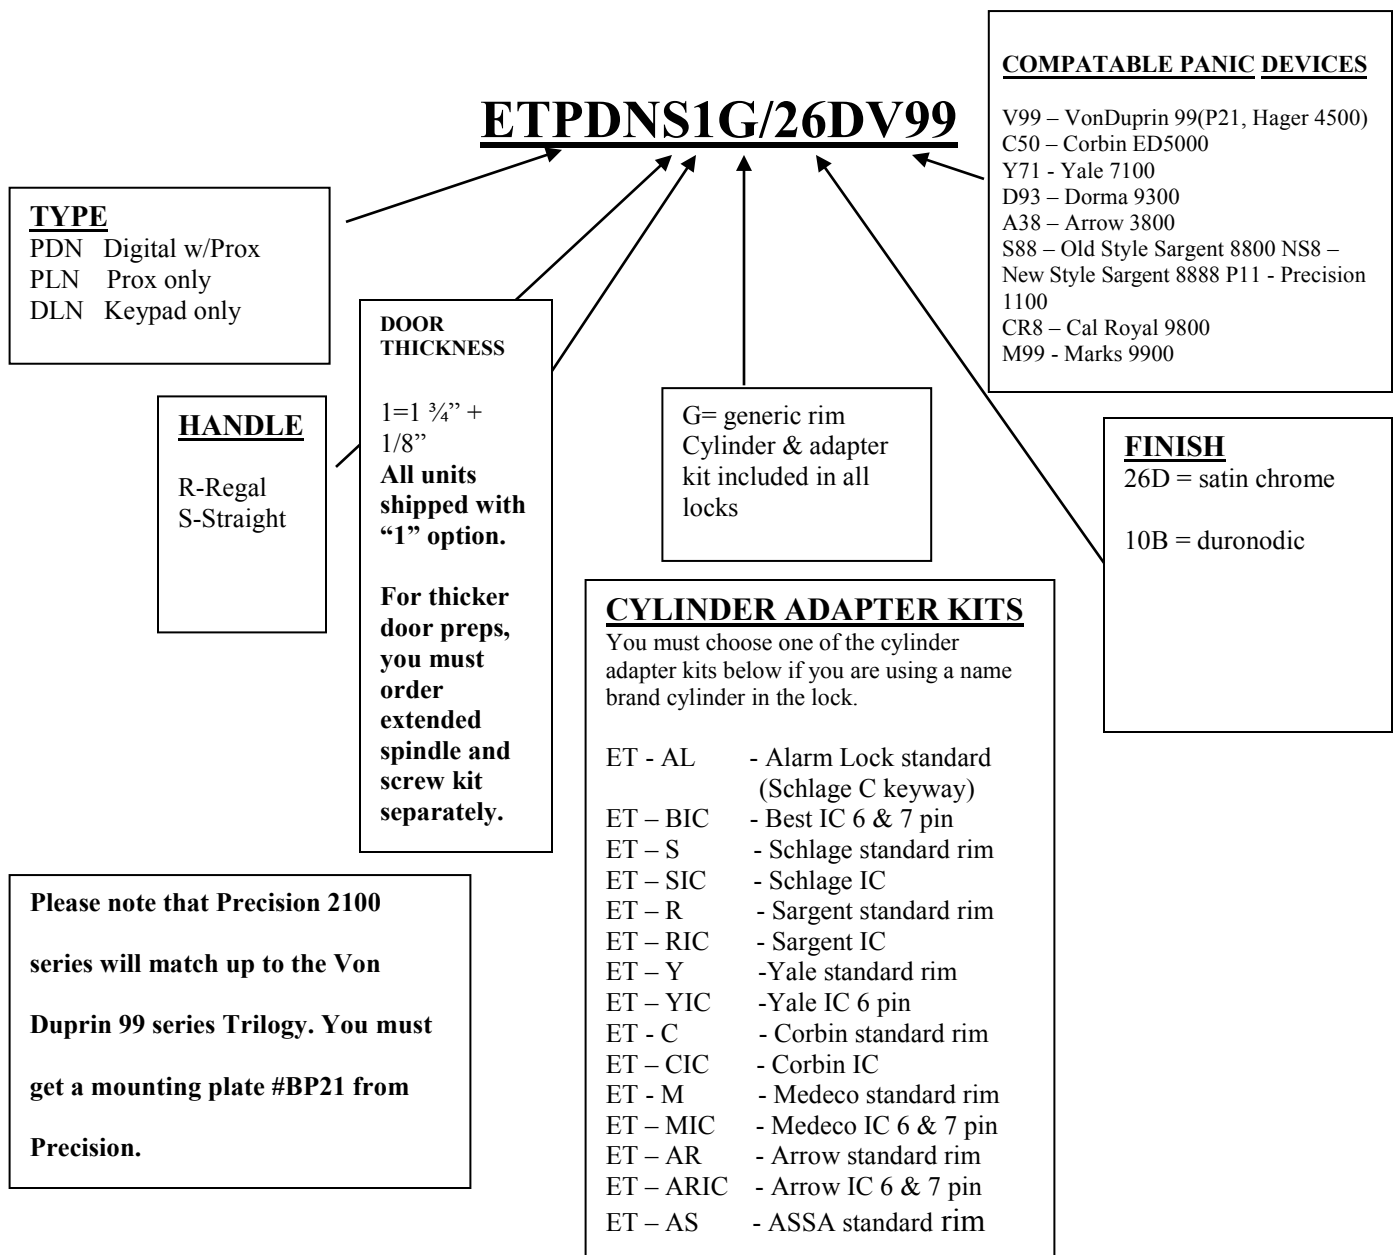 ETPDNS1G/26DV99
COMPATABLE PANIC DEVICES
V99 – VonDuprin 99(P21, Hager 4500)
C50 – Corbin ED5000
Y71 - Yale 7100
D93 – Dorma 9300
A38 – Arrow 3800
S88 – Old Style Sargent 8800 NS8 –
New Style Sargent 8888 P11 - Precision
1100
CR8 – Cal Royal 9800
M99 - Marks 9900
TYPE
PDN Digital w/Prox
PLN Prox only
DLN Keypad only
HANDLE
R-Regal
S-Straight
DOOR
THICKNESS
1=1 ¾” +
1/8”
All units
shipped with
“1” option.
For thicker
door preps,
you must
order
extended
spindle and
screw kit
separately.
G= generic rim
Cylinder & adapter
kit included in all
locks
FINISH
26D = satin chrome
10B = duronodic
CYLINDER ADAPTER KITS
You must choose one of the cylinder
adapter kits below if you are using a name
brand cylinder in the lock.
ET - AL - Alarm Lock standard
(Schlage C keyway)
ET – BIC - Best IC 6 & 7 pin
ET – S - Schlage standard rim
ET – SIC - Schlage IC
ET – R - Sargent standard rim
ET – RIC - Sargent IC
ET – Y -Yale standard rim
ET – YIC -Yale IC 6 pin
ET - C - Corbin standard rim
ET – CIC - Corbin IC
ET - M - Medeco standard rim
ET – MIC - Medeco IC 6 & 7 pin
ET – AR - Arrow standard rim
ET – ARIC - Arrow IC 6 & 7 pin
ET – AS - ASSA standard rim
Please note that Precision 2100
series will match up to the Von
Duprin 99 series Trilogy. You must
get a mounting plate #BP21 from
Precision.